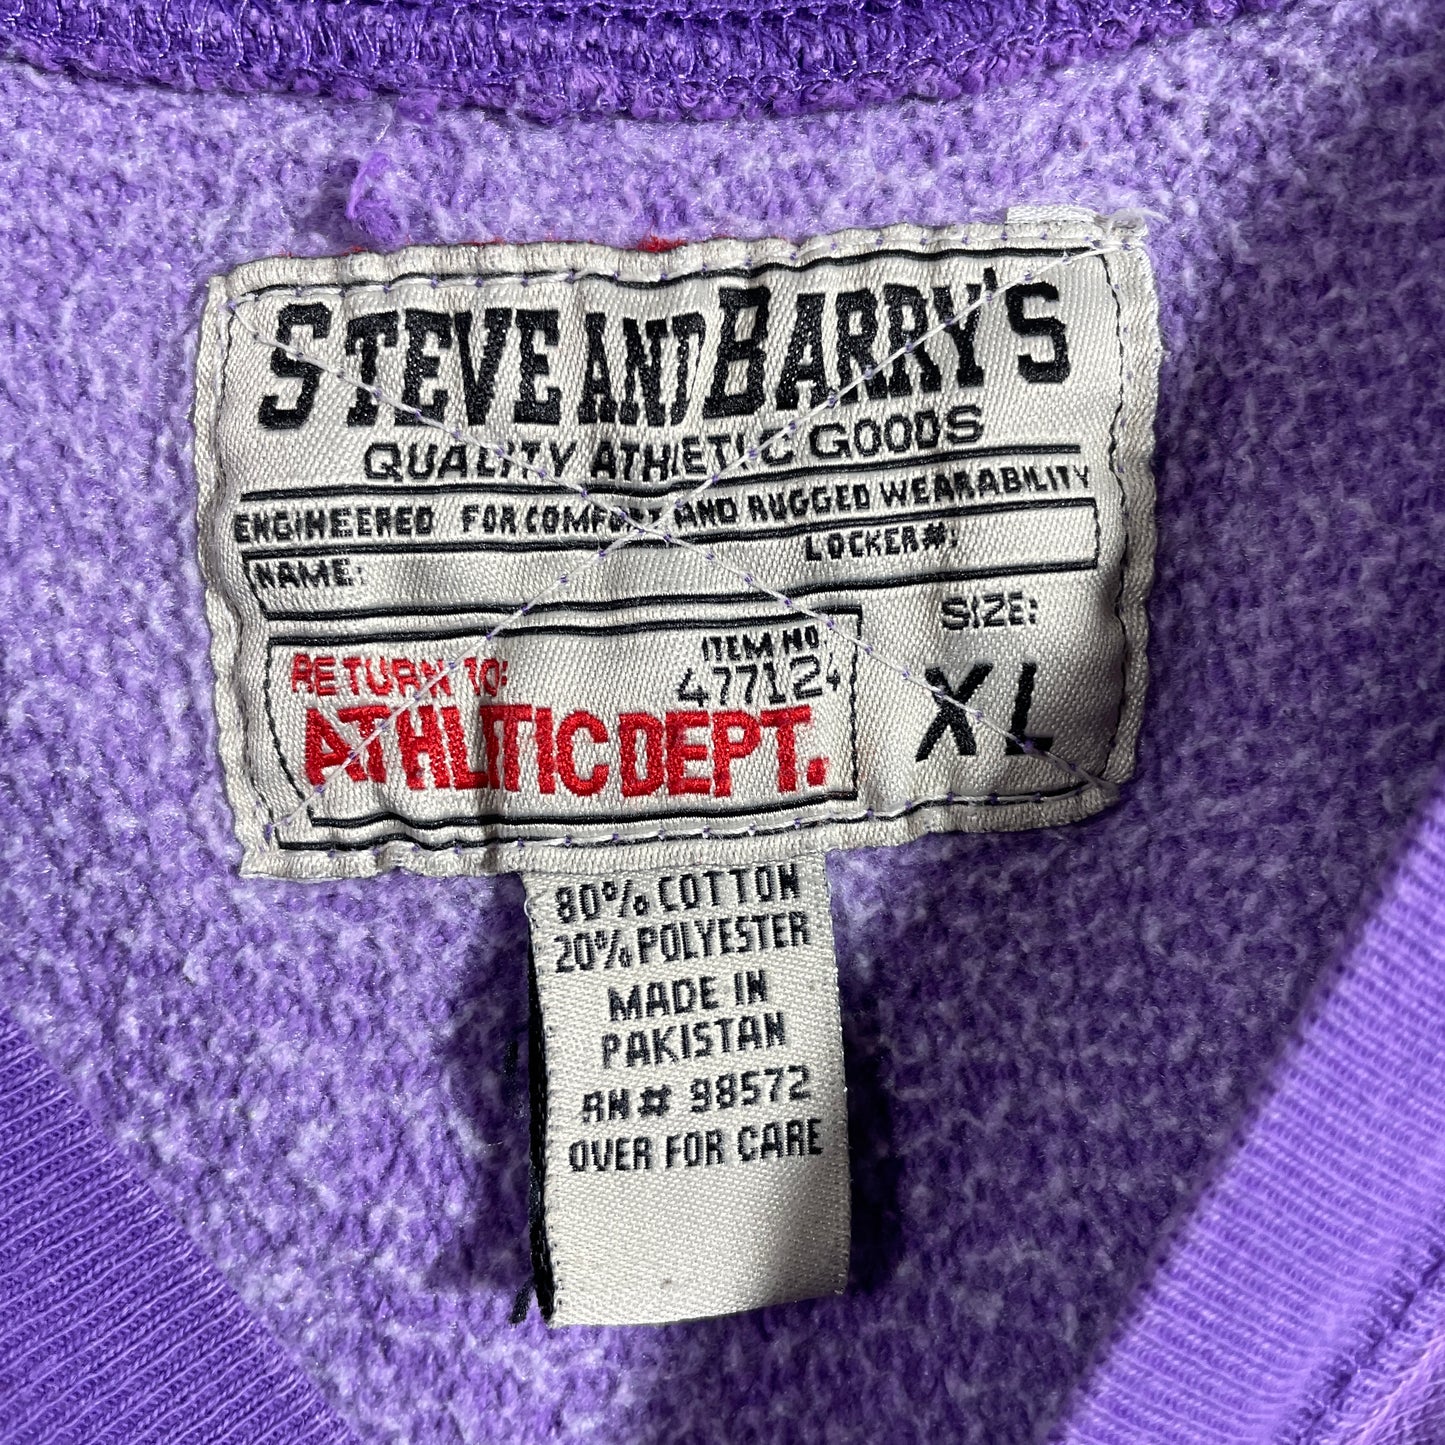 STEVE AND BARRY'S
QUALITY ATHLETIC GOODS
ENGINEERED FOR COMFORT AND RUGGED WEARABILITY
NAME: LOCKER#:
RETURN TO: ITEM NO 477124
ATHLETIC DEPT.
SIZE:
XL
80% COTTON
20% POLYESTER
MADE IN
PAKISTAN
RN# 98572
OVER FOR CARE